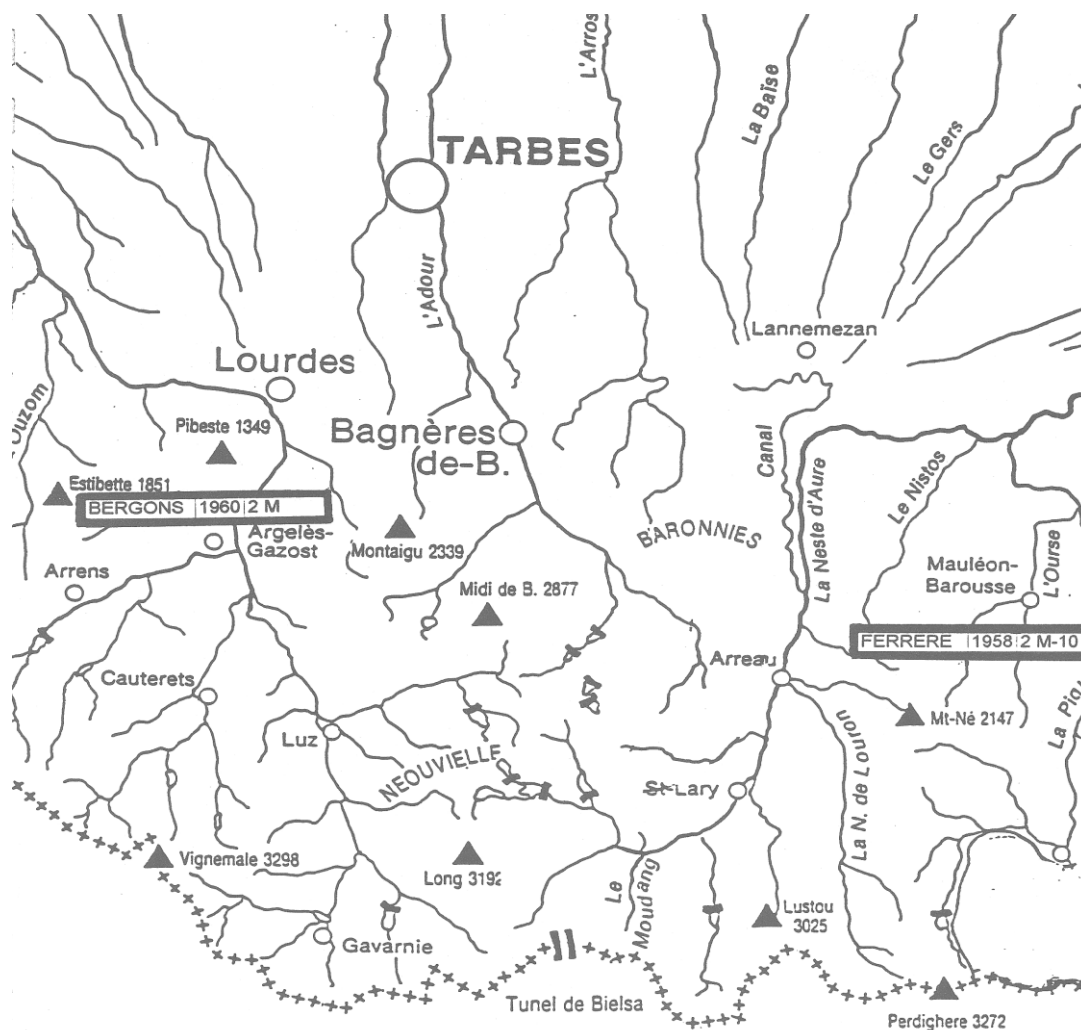 L'Arros
La Baïse
Le Gers
TARBES
L'Adour
Lannemezan
Lourdes
Ouzom
Pibeste 1349
Bagnères
de-B.
Canal
La Neste d'Aure
Le Nistos
Estibette 1851
BERGONS 1960 2 M
Argelès-
Gazost
Montaigu 2339
BARONNIES
Arrens
Midi de B. 2877
Mauléon-
Barousse
L'Ourse
FERRERE 1958 2 M-10
Arreau
Cauterets
Mt-Né 2147
Luz
NEOUVIELLE
St-Lary
La N. de Louron
La Piq
Vignemale 3298
Long 3192
Le
Moudang
Lustou
3025
Gavarnie
Tunel de Bielsa
Perdighere 3272